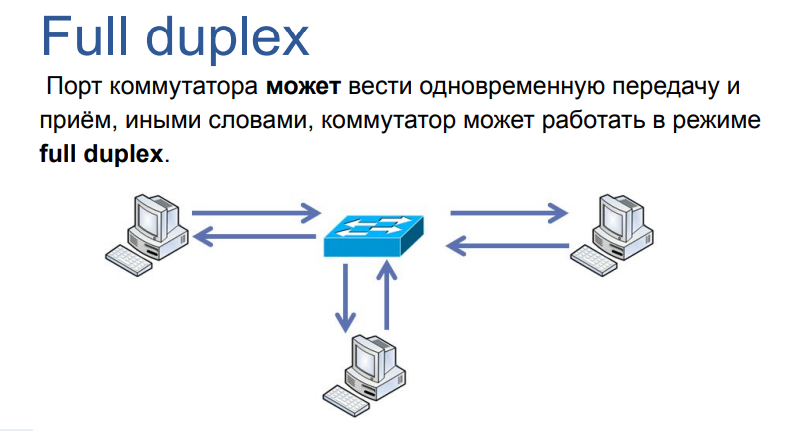 Full duplex
Порт коммутатора может вести одновременную передачу и
приём, иными словами, коммутатор может работать в режиме
full duplex.